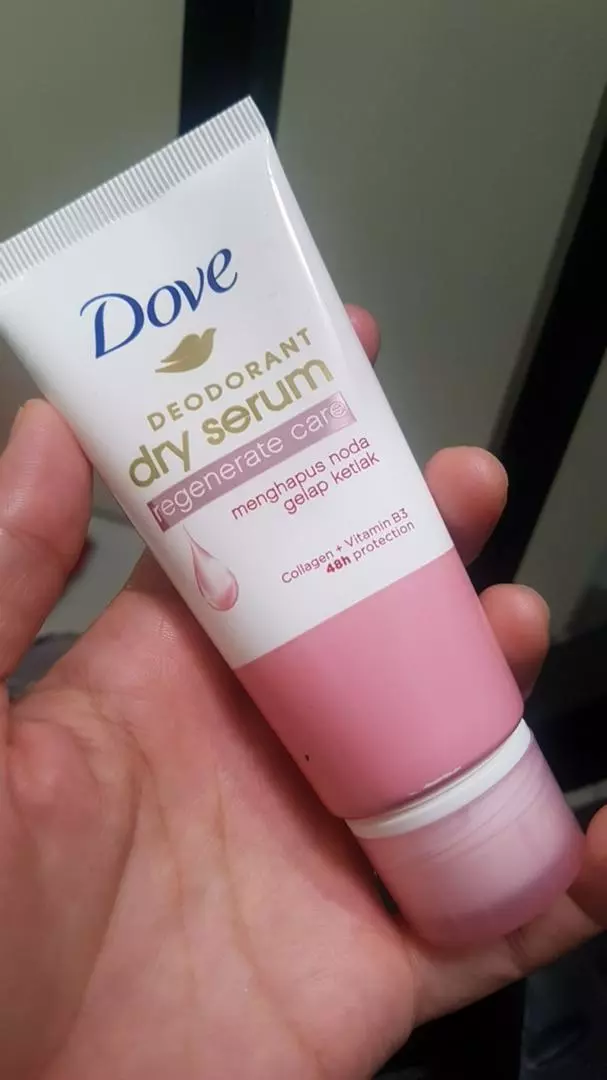 Dove
DEODORANT
dry serum
regenerate care
menghapus noda
gelap ketiak
Collagen + Vitamin B3
48h protection